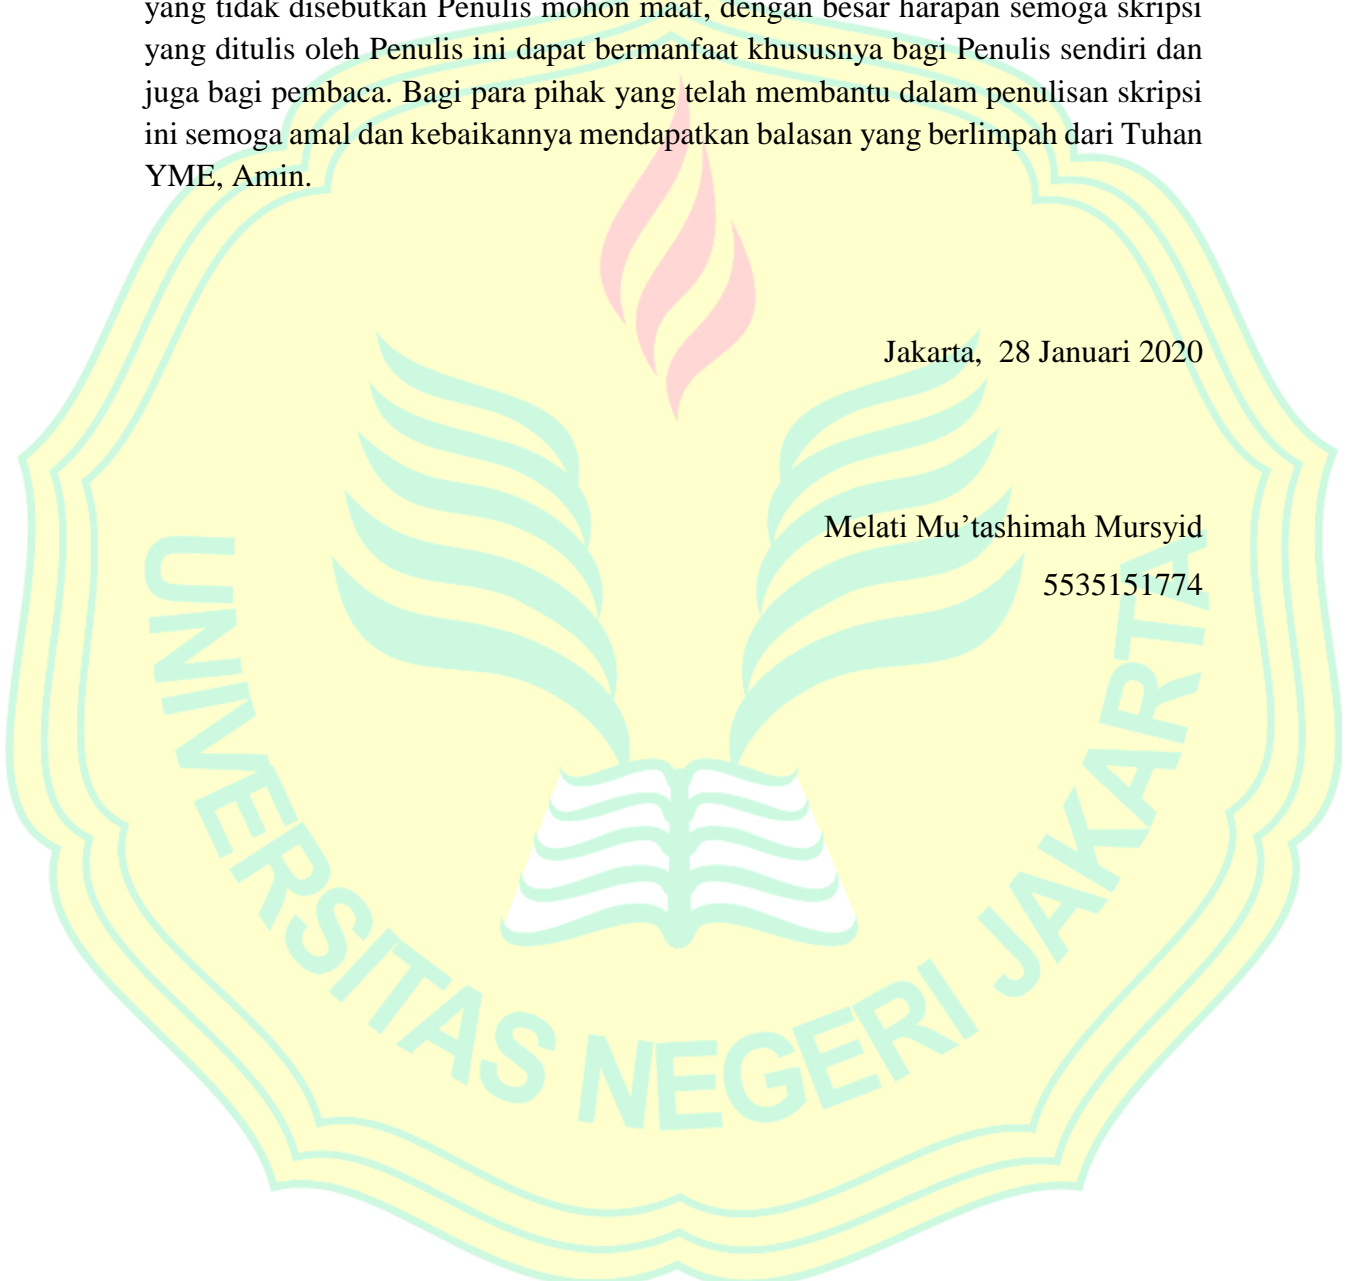 yang tidak disebutkan Penulis mohon maaf, dengan besar harapan semoga skripsi
yang ditulis oleh Penulis ini dapat bermanfaat khususnya bagi Penulis sendiri dan
juga bagi pembaca. Bagi para pihak yang telah membantu dalam penulisan skripsi
ini semoga amal dan kebaikannya mendapatkan balasan yang berlimpah dari Tuhan
YME, Amin.
Jakarta,  28 Januari 2020
Melati Mu’tashimah Mursyid
5535151774
UNIVERSITAS NEGERI JAKARTA